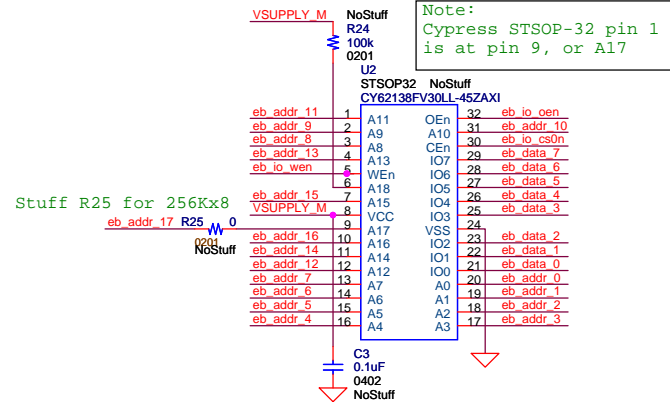 VSUPPLY_M
NoStuff
R24
100k
0201
Note:
Cypress STSOP-32 pin 1
is at pin 9, or A17
U2
STSOP32 NoStuff
CY62138FV30LL-45ZAXI
eb_addr_11 1 A11 OEn 32 eb_io_oen
eb_addr_9 2 A9 A10 31 eb_addr_10
eb_addr_8 3 A8 CEn 30 eb_io_cs0n
eb_addr_13 4 A13 IO7 29 eb_data_7
eb_io_wen 5 WEn IO6 28 eb_data_6
6 A18 IO5 27 eb_data_5
eb_addr_15 7 A15 IO4 26 eb_data_4
VSUPPLY_M 8 VCC IO3 25 eb_data_3
Stuff R25 for 256Kx8
eb_addr_17 R25 0 9 A17 VSS 24
0201
NoStuff
eb_addr_16 10 A16 IO2 23 eb_data_2
eb_addr_14 11 A14 IO1 22 eb_data_1
eb_addr_12 12 A12 IO0 21 eb_data_0
eb_addr_7 13 A7 A0 20 eb_addr_0
eb_addr_6 14 A6 A1 19 eb_addr_1
eb_addr_5 15 A5 A2 18 eb_addr_2
eb_addr_4 16 A4 A3 17 eb_addr_3
C3
0.1uF
0402
NoStuff